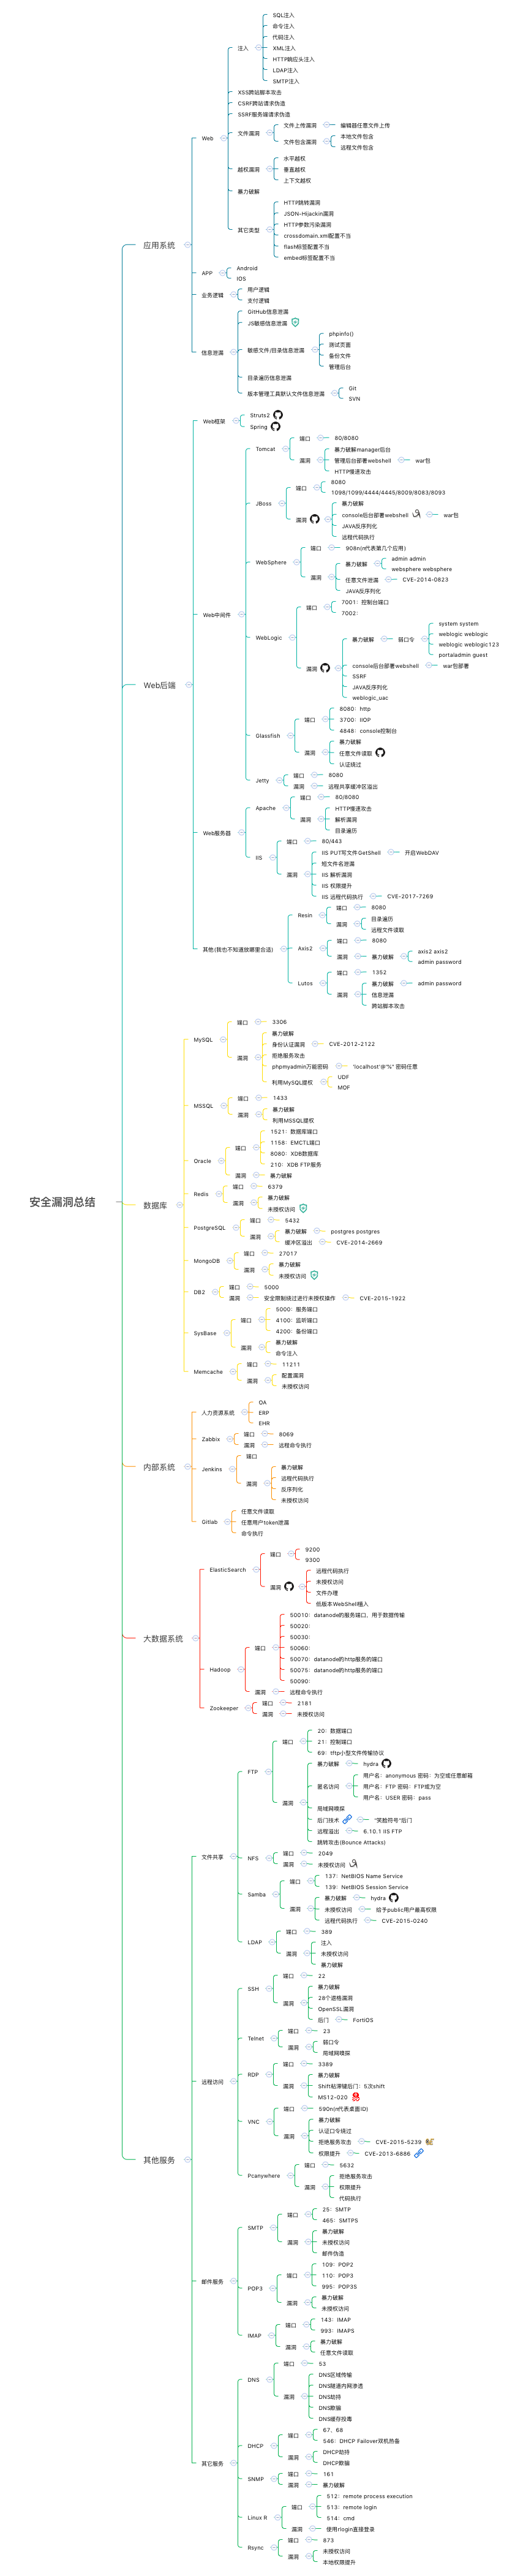 安全漏洞总结
应用系统
Web
注入
SQL注入
命令注入
代码注入
XML注入
HTTP响应头注入
LDAP注入
SMTP注入
XSS跨站脚本攻击
CSRF跨站请求伪造
SSRF服务端请求伪造
文件漏洞
文件上传漏洞
编辑器任意文件上传
文件包含漏洞
本地文件包含
远程文件包含
越权漏洞
水平越权
垂直越权
上下文越权
暴力破解
其它类型
HTTP跳转漏洞
JSON-Hijackin漏洞
HTTP参数污染漏洞
crossdomain.xml配置不当
flash标签配置不当
embed标签配置不当
APP
Android
IOS
业务逻辑
用户逻辑
支付逻辑
信息泄漏
GitHub信息泄漏
JS敏感信息泄漏
敏感文件/目录信息泄漏
phpinfo()
测试页面
备份文件
管理后台
目录遍历信息泄漏
版本管理工具默认文件信息泄漏
Git
SVN
Web后端
Web框架
Struts2
Spring
Web中间件
Tomcat
端口
80/8080
漏洞
暴力破解manager后台
管理后台部署webshell
war包
HTTP慢速攻击
JBoss
端口
8080
1098/1099/4444/4445/8009/8083/8093
漏洞
暴力破解
console后台部署webshell
war包
JAVA反序列化
远程代码执行
WebSphere
端口
908n(n代表第几个应用)
漏洞
暴力破解
admin admin
websphere websphere
任意文件泄漏
CVE-2014-0823
JAVA反序列化
WebLogic
端口
7001：控制台端口
7002:
漏洞
暴力破解
弱口令
system system
weblogic weblogic
weblogic weblogic123
portaladmin guest
console后台部署webshell
war包部署
SSRF
JAVA反序列化
weblogic_uac
Glassfish
端口
8080：http
3700：IIOP
4848：console控制台
漏洞
暴力破解
任意文件读取
认证绕过
Jetty
端口
8080
漏洞
远程共享缓冲区溢出
Web服务器
Apache
端口
80/8080
漏洞
HTTP慢速攻击
解析漏洞
目录遍历
IIS
端口
80/443
漏洞
IIS PUT写文件GetShell
开启WebDAV
短文件名泄漏
IIS 解析漏洞
IIS 权限提升
IIS 远程代码执行
CVE-2017-7269
其他(我也不知道放哪里合适)
Resin
端口
8080
漏洞
目录遍历
远程文件读取
Axis2
端口
8080
漏洞
暴力破解
axis2 axis2
admin password
Lutos
端口
1352
漏洞
暴力破解
admin password
信息泄漏
跨站脚本攻击
数据库
MySQL
端口
3306
漏洞
暴力破解
身份认证漏洞
CVE-2012-2122
拒绝服务攻击
phpmyadmin万能密码
'localhost'@'%" 密码任意
利用MySQL提权
UDF
MOF
MSSQL
端口
1433
漏洞
暴力破解
利用MSSQL提权
Oracle
端口
1521：数据库端口
1158：EMCTL端口
8080：XDB数据库
210：XDB FTP服务
漏洞
暴力破解
Redis
端口
6379
漏洞
暴力破解
未授权访问
PostgreSQL
端口
5432
漏洞
暴力破解
postgres postgres
缓冲区溢出
CVE-2014-2669
MongoDB
端口
27017
漏洞
暴力破解
未授权访问
DB2
端口
5000
漏洞
安全限制绕过进行未授权操作
CVE-2015-1922
SysBase
端口
5000：服务端口
4100：监听端口
4200：备份端口
漏洞
暴力破解
命令注入
Memcache
端口
11211
漏洞
配置漏洞
未授权访问
内部系统
人力资源系统
OA
ERP
EHR
Zabbix
端口
8069
漏洞
远程命令执行
Jenkins
端口
漏洞
暴力破解
远程代码执行
反序列化
未授权访问
Gitlab
任意文件读取
任意用户token泄漏
命令执行
大数据系统
ElasticSearch
端口
9200
9300
漏洞
远程代码执行
未授权访问
文件办理
低版本WebShell植入
Hadoop
端口
50010：datanode的服务端口，用于数据传输
50020:
50030:
50060:
50070：datanode的http服务的端口
50075：datanode的http服务的端口
50090:
漏洞
远程命令执行
Zookeeper
端口
2181
漏洞
未授权访问
其他服务
文件共享
FTP
端口
20：数据端口
21：控制端口
69：tftp小型文件传输协议
漏洞
暴力破解
hydra
匿名访问
用户名：anonymous 密码：为空或任意邮箱
用户名：FTP 密码：FTP或为空
用户名：USER 密码：pass
局域网嗅探
后门技术
"笑脸符号"后门
远程溢出
6.10.1 IIS FTP
跳转攻击(Bounce Attacks)
NFS
端口
2049
漏洞
未授权访问
Samba
端口
137：NetBIOS Name Service
139：NetBIOS Session Service
漏洞
暴力破解
hydra
未授权访问
给予public用户最高权限
远程代码执行
CVE-2015-0240
LDAP
端口
389
漏洞
注入
未授权访问
暴力破解
远程访问
SSH
端口
22
漏洞
暴力破解
28个退格漏洞
OpenSSL漏洞
后门
FortiOS
Telnet
端口
23
漏洞
弱口令
局域网嗅探
RDP
端口
3389
漏洞
暴力破解
Shift粘滞键后门：5次shift
MS12-020
VNC
端口
590n(n代表桌面ID)
漏洞
暴力破解
认证口令绕过
拒绝服务攻击
CVE-2015-5239
权限提升
CVE-2013-6886
Pcanywhere
端口
5632
漏洞
拒绝服务攻击
权限提升
代码执行
邮件服务
SMTP
端口
25：SMTP
465：SMTPS
漏洞
暴力破解
未授权访问
邮件伪造
POP3
端口
109：POP2
110：POP3
995：POP3S
漏洞
暴力破解
未授权访问
IMAP
端口
143：IMAP
993：IMAPS
漏洞
暴力破解
任意文件读取
其它服务
DNS
端口
53
漏洞
DNS区域传输
DNS隧道内网渗透
DNS劫持
DNS欺骗
DNS缓存投毒
DHCP
端口
67、68
546：DHCP Failover双机热备
漏洞
DHCP劫持
DHCP欺骗
SNMP
端口
161
漏洞
暴力破解
Linux R
端口
512：remote process execution
513：remote login
514：cmd
漏洞
使用rlogin直接登录
Rsync
端口
873
漏洞
未授权访问
本地权限提升